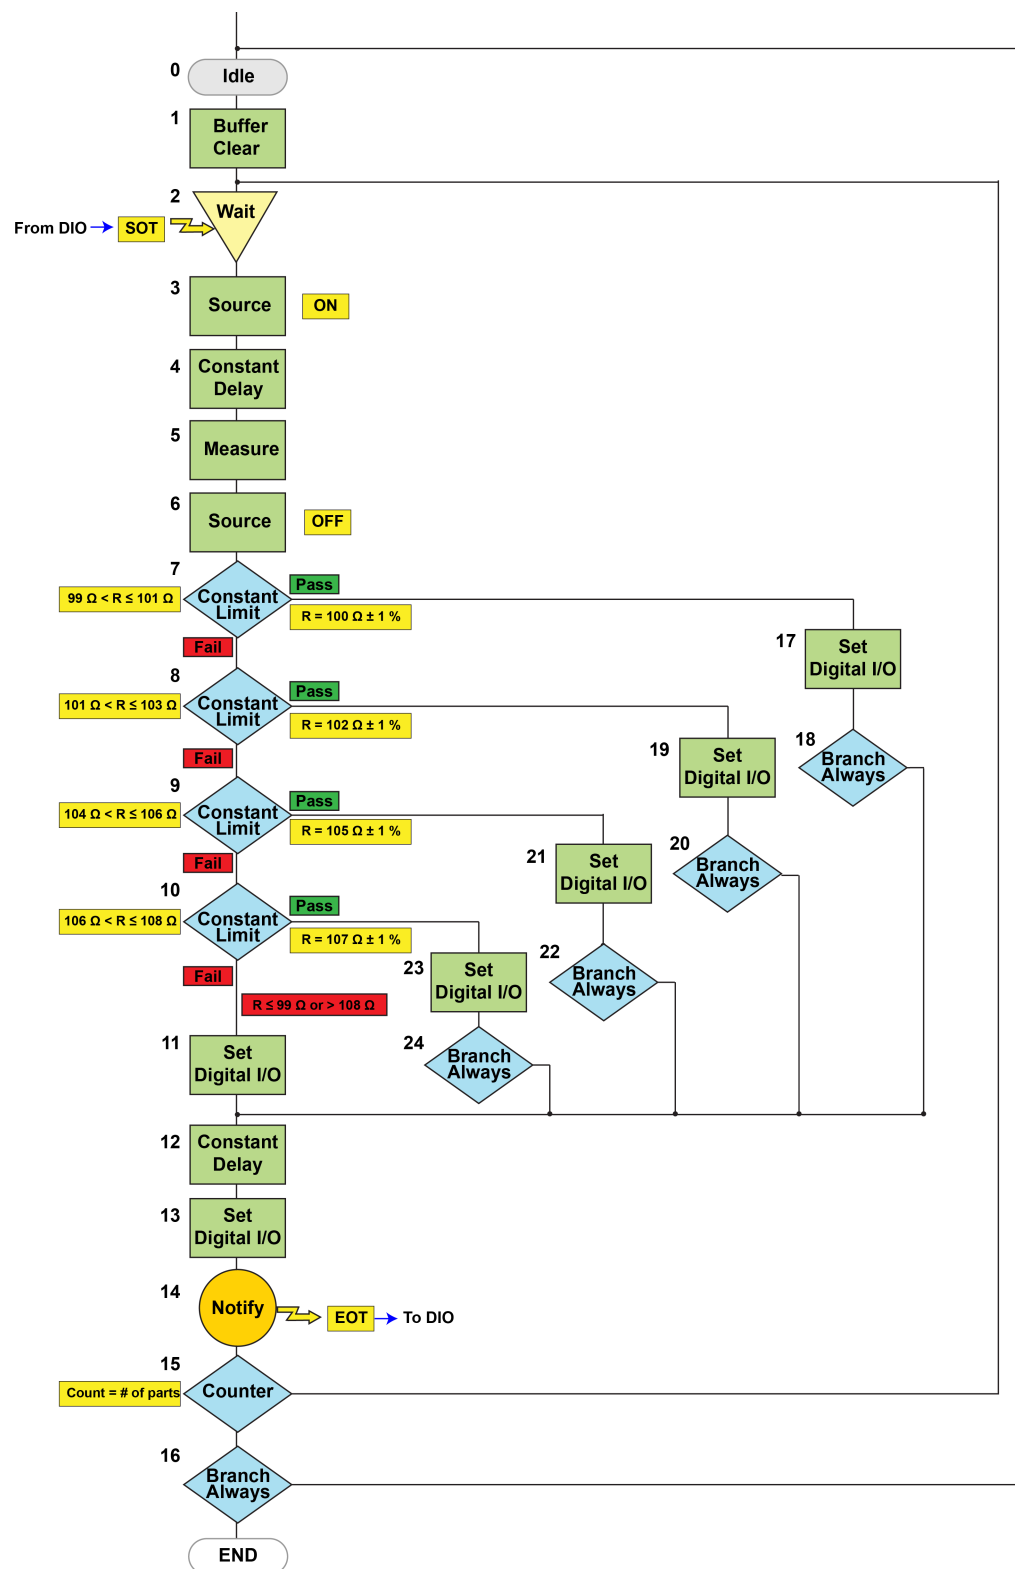 0
Idle
1
Buffer
Clear
2
Wait
From DIO
SOT
3
Source
ON
4
Constant
Delay
5
Measure
6
Source
OFF
7
99 Ω < R ≤ 101 Ω
Constant
Limit
Pass
R = 100 Ω ± 1 %
Fail
17
Set
Digital I/O
8
101 Ω < R ≤ 103 Ω
Constant
Limit
Pass
R = 102 Ω ± 1 %
Fail
18
Branch
Always
19
Set
Digital I/O
9
104 Ω < R ≤ 106 Ω
Constant
Limit
Pass
R = 105 Ω ± 1 %
Fail
20
Branch
Always
21
Set
Digital I/O
10
106 Ω < R ≤ 108 Ω
Constant
Limit
Pass
R = 107 Ω ± 1 %
Fail
22
Branch
Always
23
Set
Digital I/O
R ≤ 99 Ω or > 108 Ω
24
Branch
Always
11
Set
Digital I/O
12
Constant
Delay
13
Set
Digital I/O
14
Notify
EOT
To DIO
15
Count = # of parts
Counter
16
Branch
Always
END